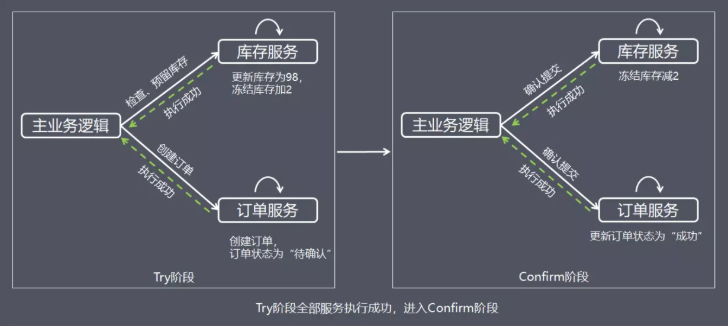 库存服务
更新库存为98，
冻结库存加2
检查、预留库存
执行成功
主业务逻辑
创建订单
执行成功
订单服务
创建订单，
订单状态为“待确认”
Try阶段
库存服务
冻结库存减2
确认提交
执行成功
主业务逻辑
确认提交
执行成功
订单服务
更新订单状态为“成功”
Confirm阶段
Try阶段全部服务执行成功，进入Confirm阶段